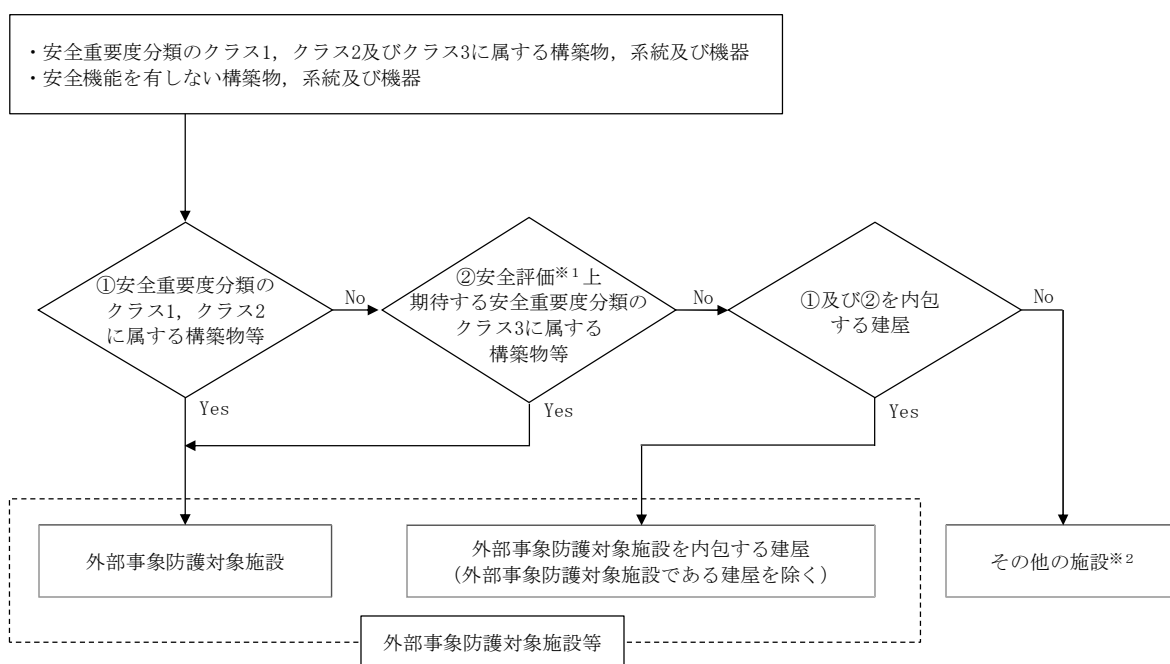 ・安全重要度分類のクラス1，クラス2及びクラス3に属する構築物，系統及び機器
・安全機能を有しない構築物，系統及び機器
①安全重要度分類の
クラス1，クラス2
に属する構築物等
No
②安全評価※1上
期待する安全重要度分類の
クラス3に属する
構築物等
No
①及び②を内包
する建屋
No
Yes
Yes
Yes
外部事象防護対象施設
外部事象防護対象施設を内包する建屋
（外部事象防護対象施設である建屋を除く）
その他の施設※2
外部事象防護対象施設等